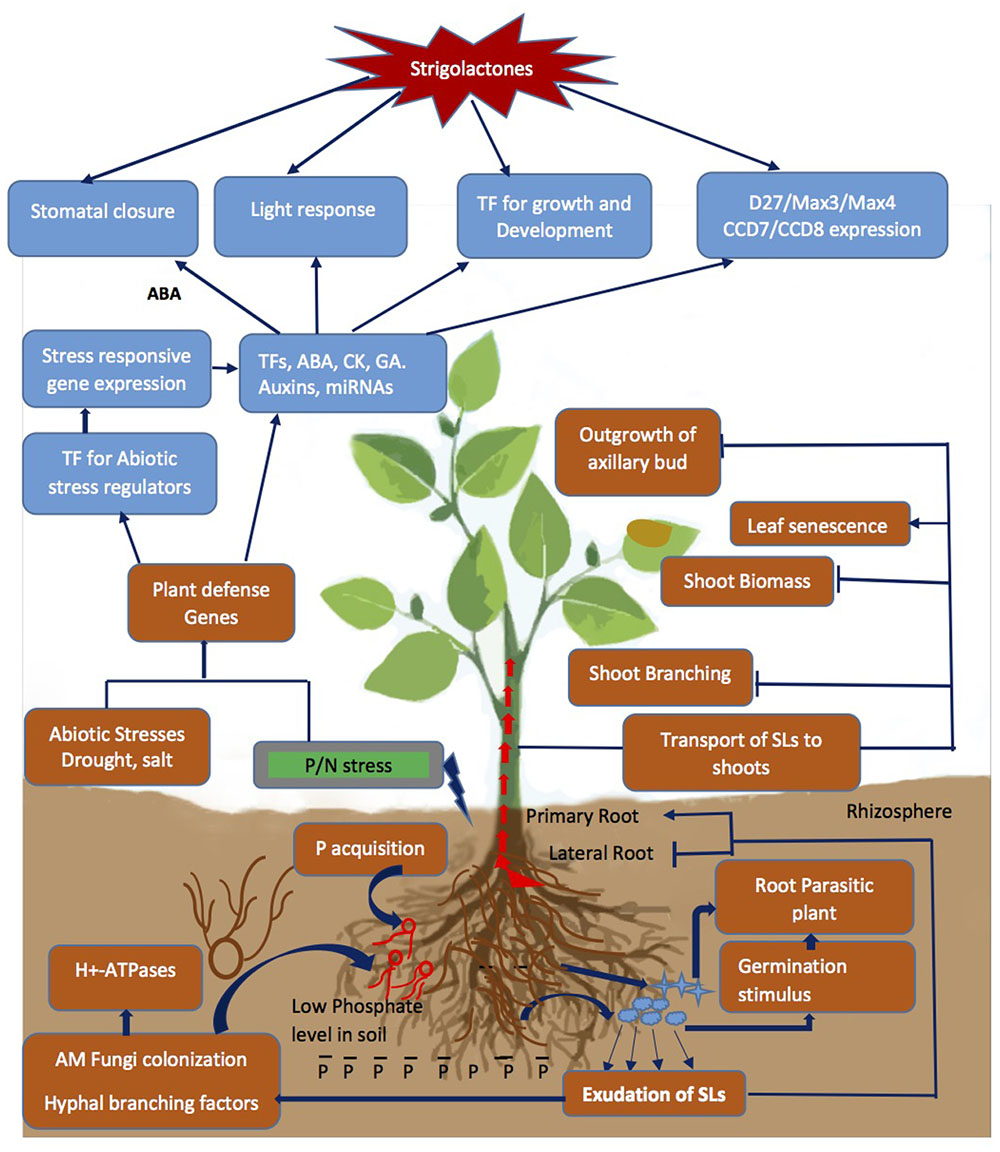 Strigolactones
Stomatal closure
Light response
TF for growth and
Development
D27/Max3/Max4
CCD7/CCD8 expression
ABA
Stress responsive
gene expression
TFs, ABA, CK, GA.
Auxins, miRNAs
TF for Abiotic
stress regulators
Outgrowth of
axillary bud
Leaf senescence
Shoot Biomass
Plant defense
Genes
Shoot Branching
Abiotic Stresses
Drought, salt
P/N stress
Transport of SLs to
shoots
Primary Root
Rhizosphere
Lateral Root
P acquisition
Root Parasitic
plant
H+-ATPases
Germination
stimulus
Low Phosphate
level in soil
P P P P P P P P
AM Fungi colonization
Hyphal branching factors
Exudation of SLs